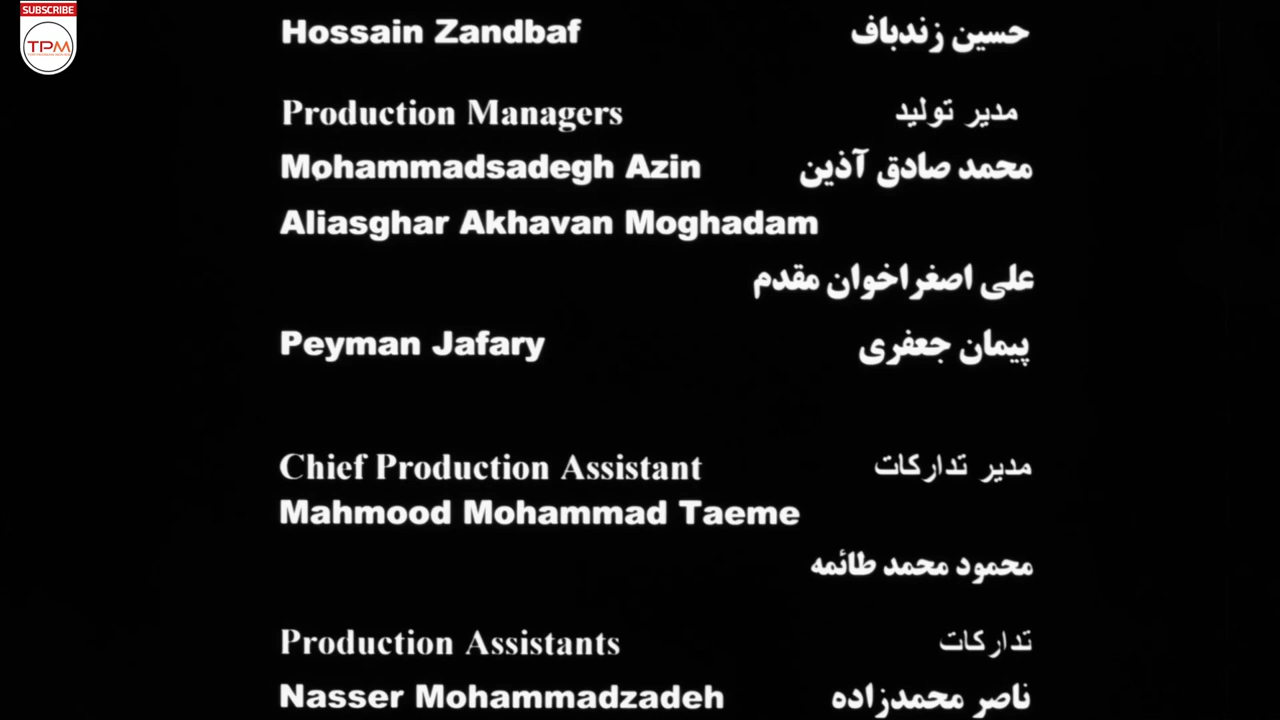 SUBSCRIBE
TPM
Hossain Zandbaf حسین زندباف
Production Managers مدیر تولید
Mohammadsadegh Azin محمد صادق آذین
Aliasghar Akhavan Moghadam
علی اصغراخوان مقدم
Peyman Jafary پیمان جعفری
Chief Production Assistant مدیر تدارکات
Mahmood Mohammad Taeme
محمود محمد طائمه
Production Assistants تدارکات
Nasser Mohammadzadeh ناصر محمدزاده